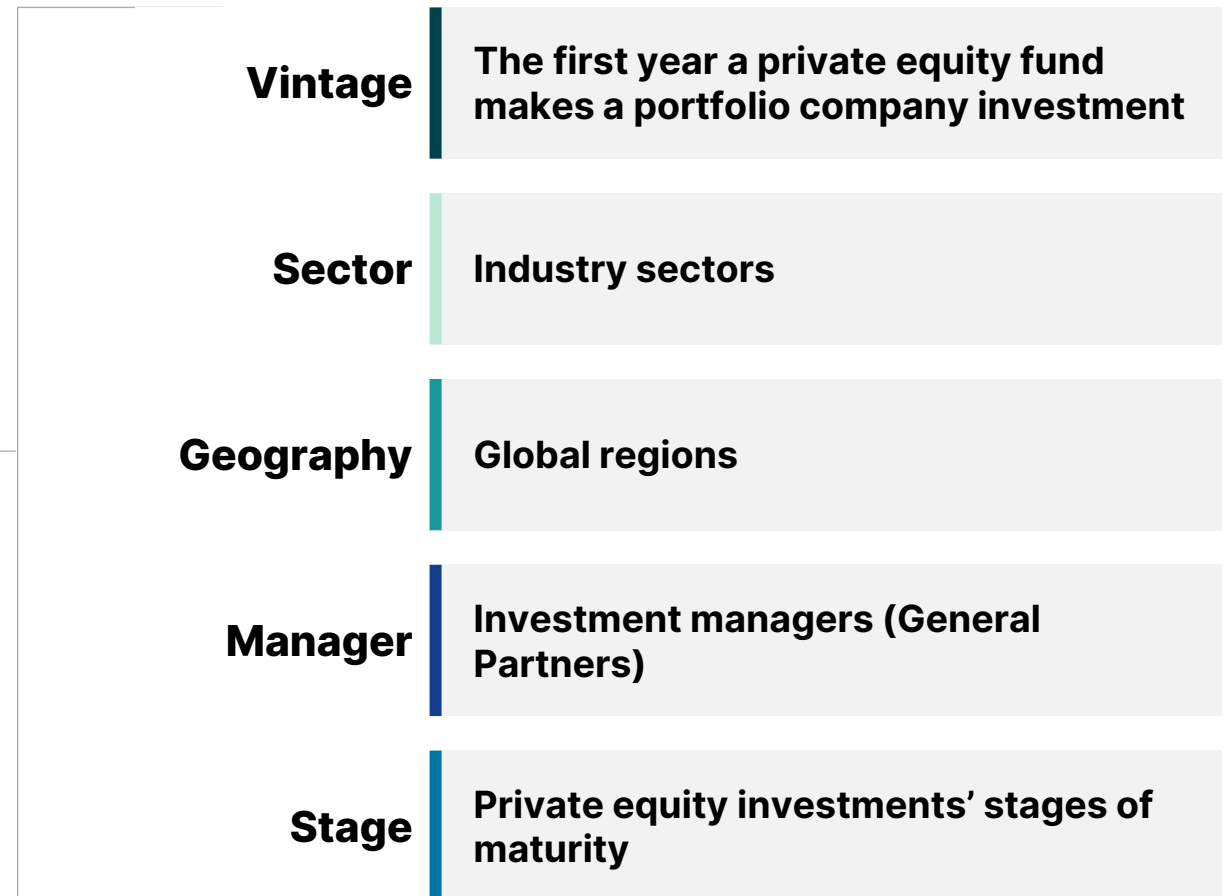 Vintage
The first year a private equity fund
makes a portfolio company investment
Sector
Industry sectors
Geography
Global regions
Manager
Investment managers (General
Partners)
Stage
Private equity investments’ stages of
maturity